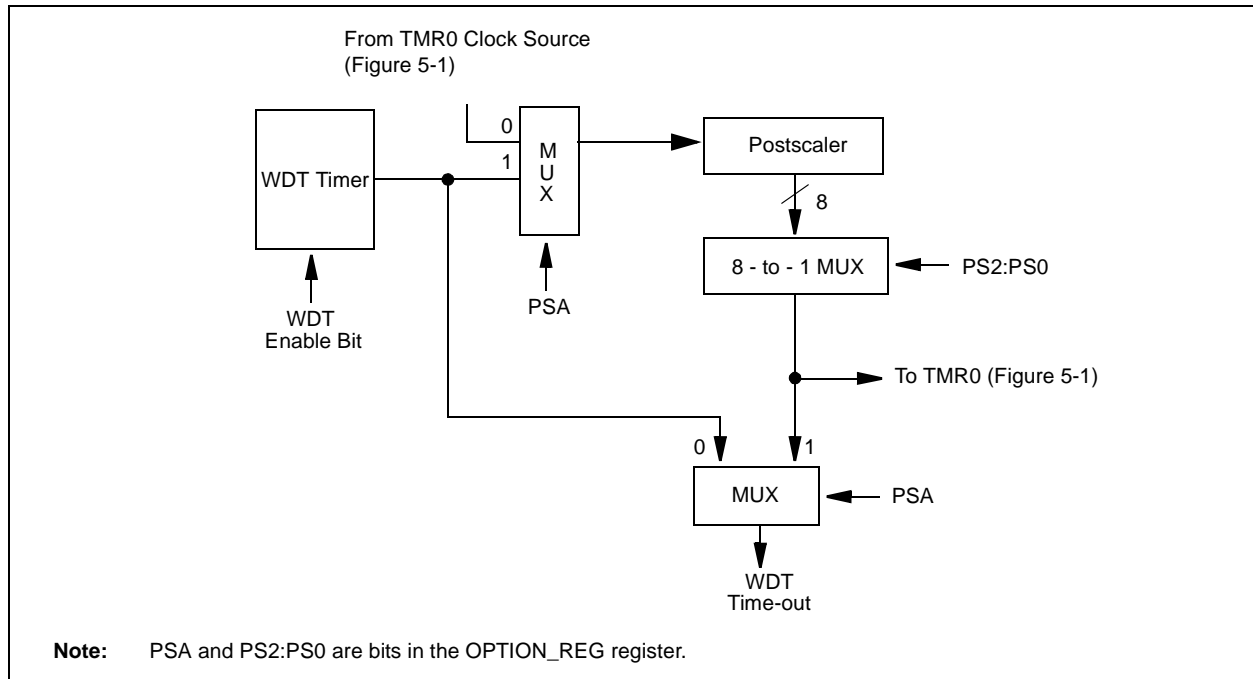 From TMR0 Clock Source
(Figure 5-1)
0
1
M
U
X
WDT Timer
Postscaler
8
8 - to - 1 MUX
PS2:PS0
PSA
WDT
Enable Bit
To TMR0 (Figure 5-1)
0
1
MUX
PSA
WDT
Time-out
Note: PSA and PS2:PS0 are bits in the OPTION_REG register.